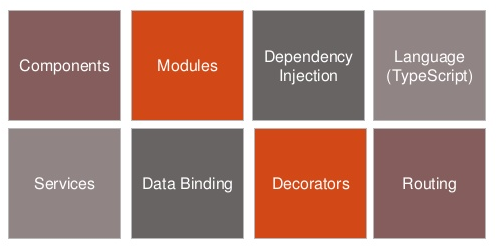 Components
Modules
Dependency
Injection
Language
(TypeScript)
Services
Data Binding
Decorators
Routing